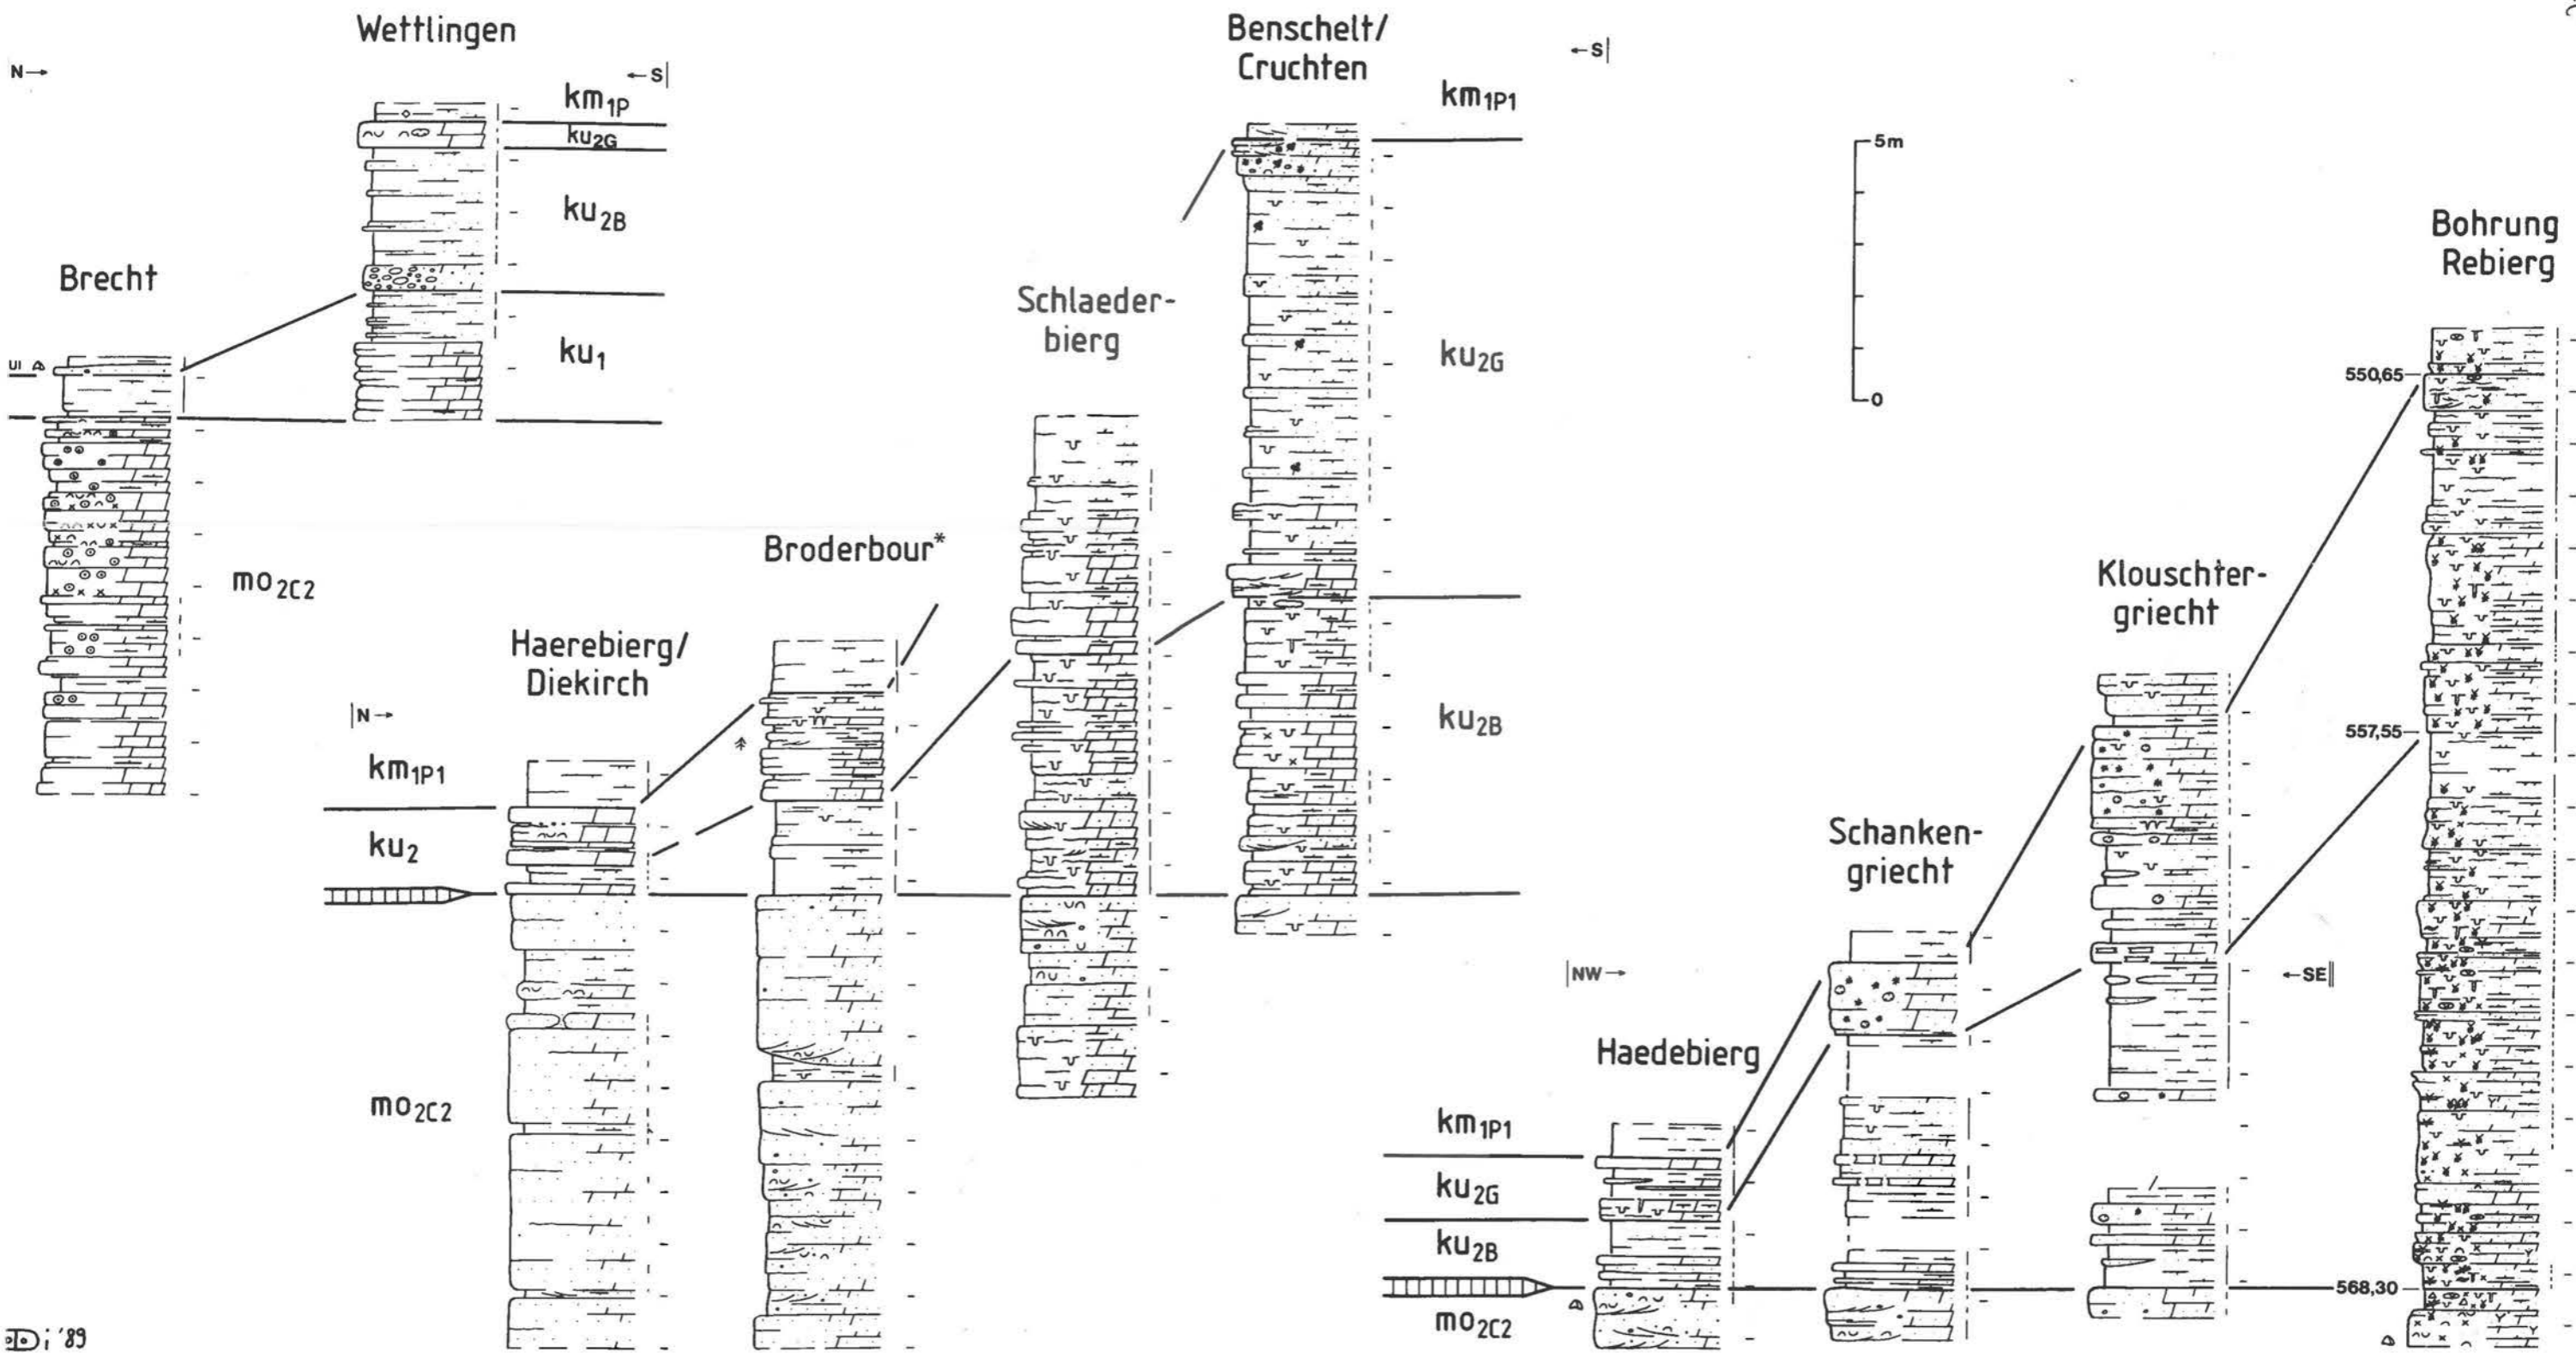 Wettlingen
Benschelt/
Cruchten
←S|
N→
←S|
km1P
km1P1
ku2G
5m
ku2B
Bohrung
Rebierg
Brecht
Schlaeder-
bierg
ku1
ku2G
UI
550,65
0
Broderbour*
mo2C2
Klouschter-
griecht
Haerebierg/
Diekirch
|N→
ku2B
557,55
km1P1
ku2
Schanken-
griecht
|NW→
←SE||
Haedebierg
mo2C2
km1P1
ku2G
ku2B
568,30
mo2C2
Di '89